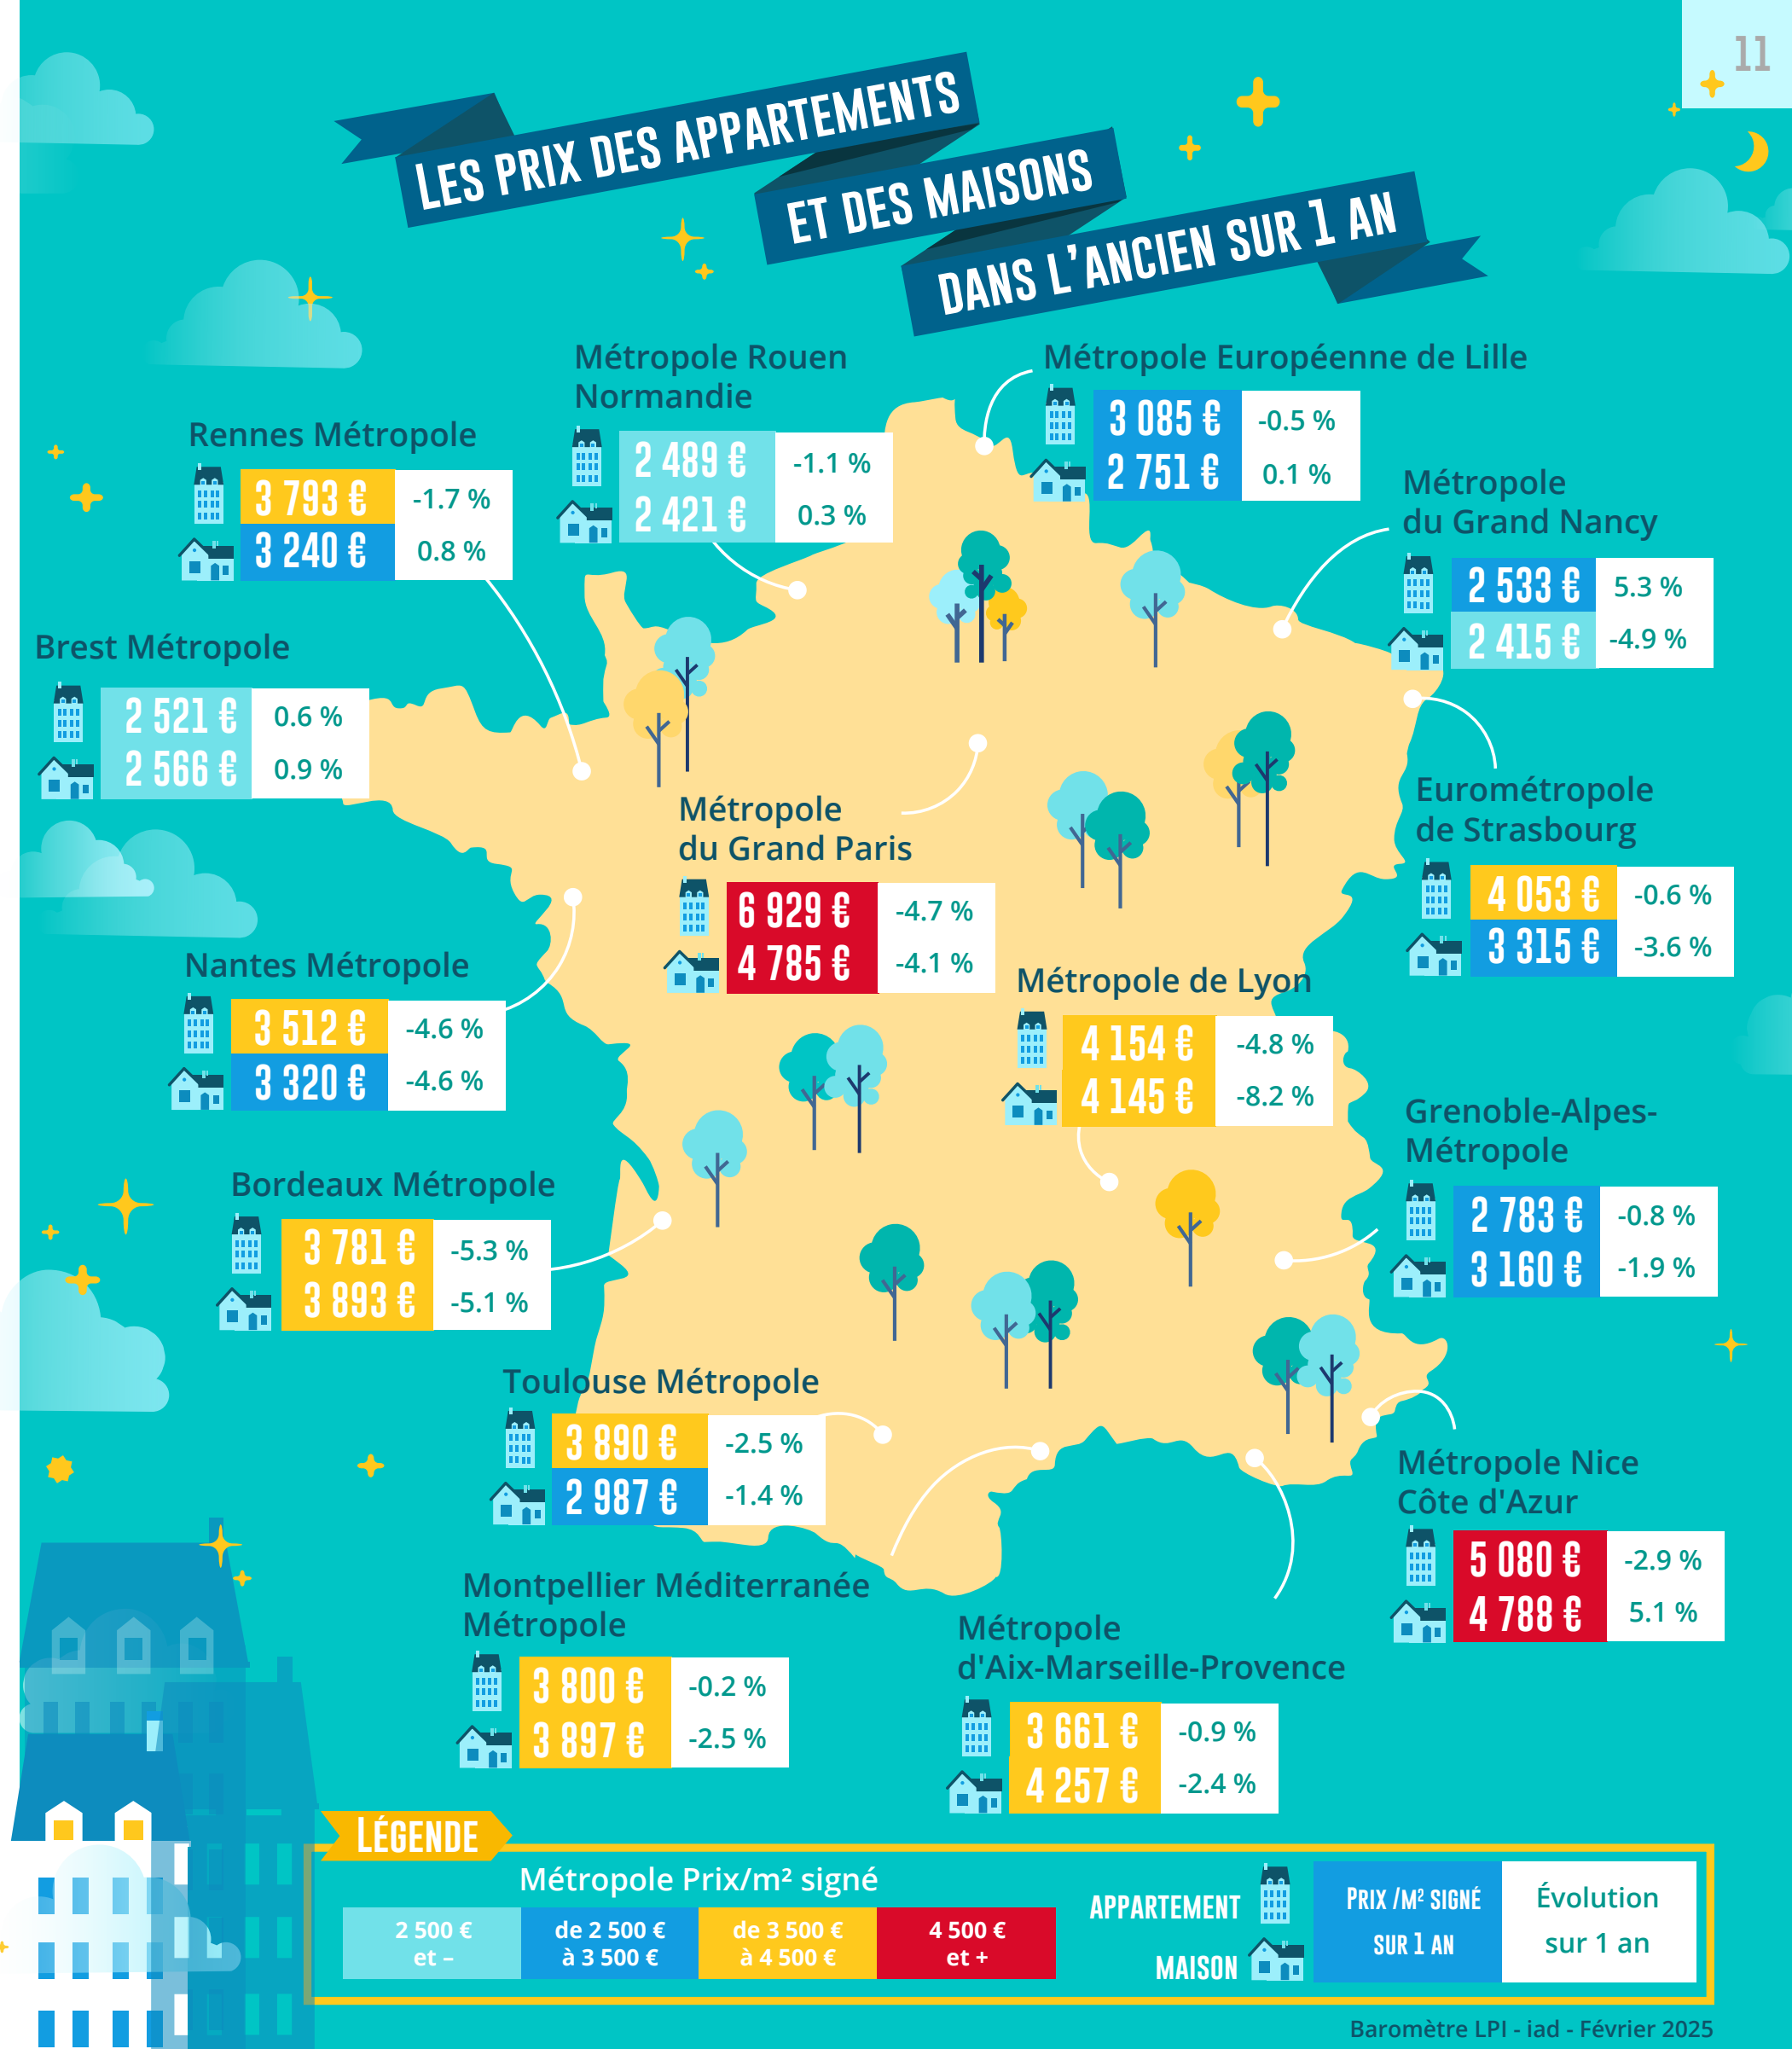 11
LES PRIX DES APPARTEMENTS
ET DES MAISONS
DANS L'ANCIEN SUR 1 AN
Métropole Rouen
Normandie
2 489 € -1.1 %
2 421 € 0.3 %
Métropole Européenne de Lille
3 085 € -0.5 %
2 751 € 0.1 %
Rennes Métropole
3 793 € -1.7 %
3 240 € 0.8 %
Métropole
du Grand Nancy
2 533 € 5.3 %
2 415 € -4.9 %
Brest Métropole
2 521 € 0.6 %
2 566 € 0.9 %
Métropole
du Grand Paris
6 929 € -4.7 %
4 785 € -4.1 %
Eurométropole
de Strasbourg
4 053 € -0.6 %
3 315 € -3.6 %
Nantes Métropole
3 512 € -4.6 %
3 320 € -4.6 %
Métropole de Lyon
4 154 € -4.8 %
4 145 € -8.2 %
Grenoble-Alpes-
Métropole
2 783 € -0.8 %
3 160 € -1.9 %
Bordeaux Métropole
3 781 € -5.3 %
3 893 € -5.1 %
Toulouse Métropole
3 890 € -2.5 %
2 987 € -1.4 %
Métropole Nice
Côte d'Azur
5 080 € -2.9 %
4 788 € 5.1 %
Montpellier Méditerranée
Métropole
3 800 € -0.2 %
3 897 € -2.5 %
Métropole
d'Aix-Marseille-Provence
3 661 € -0.9 %
4 257 € -2.4 %
LÉGENDE
Métropole Prix/m² signé
2 500 €
et –
de 2 500 €
à 3 500 €
de 3 500 €
à 4 500 €
4 500 €
et +
APPARTEMENT
MAISON
PRIX /M² SIGNÉ
SUR 1 AN
Évolution
sur 1 an
Baromètre LPI - iad - Février 2025